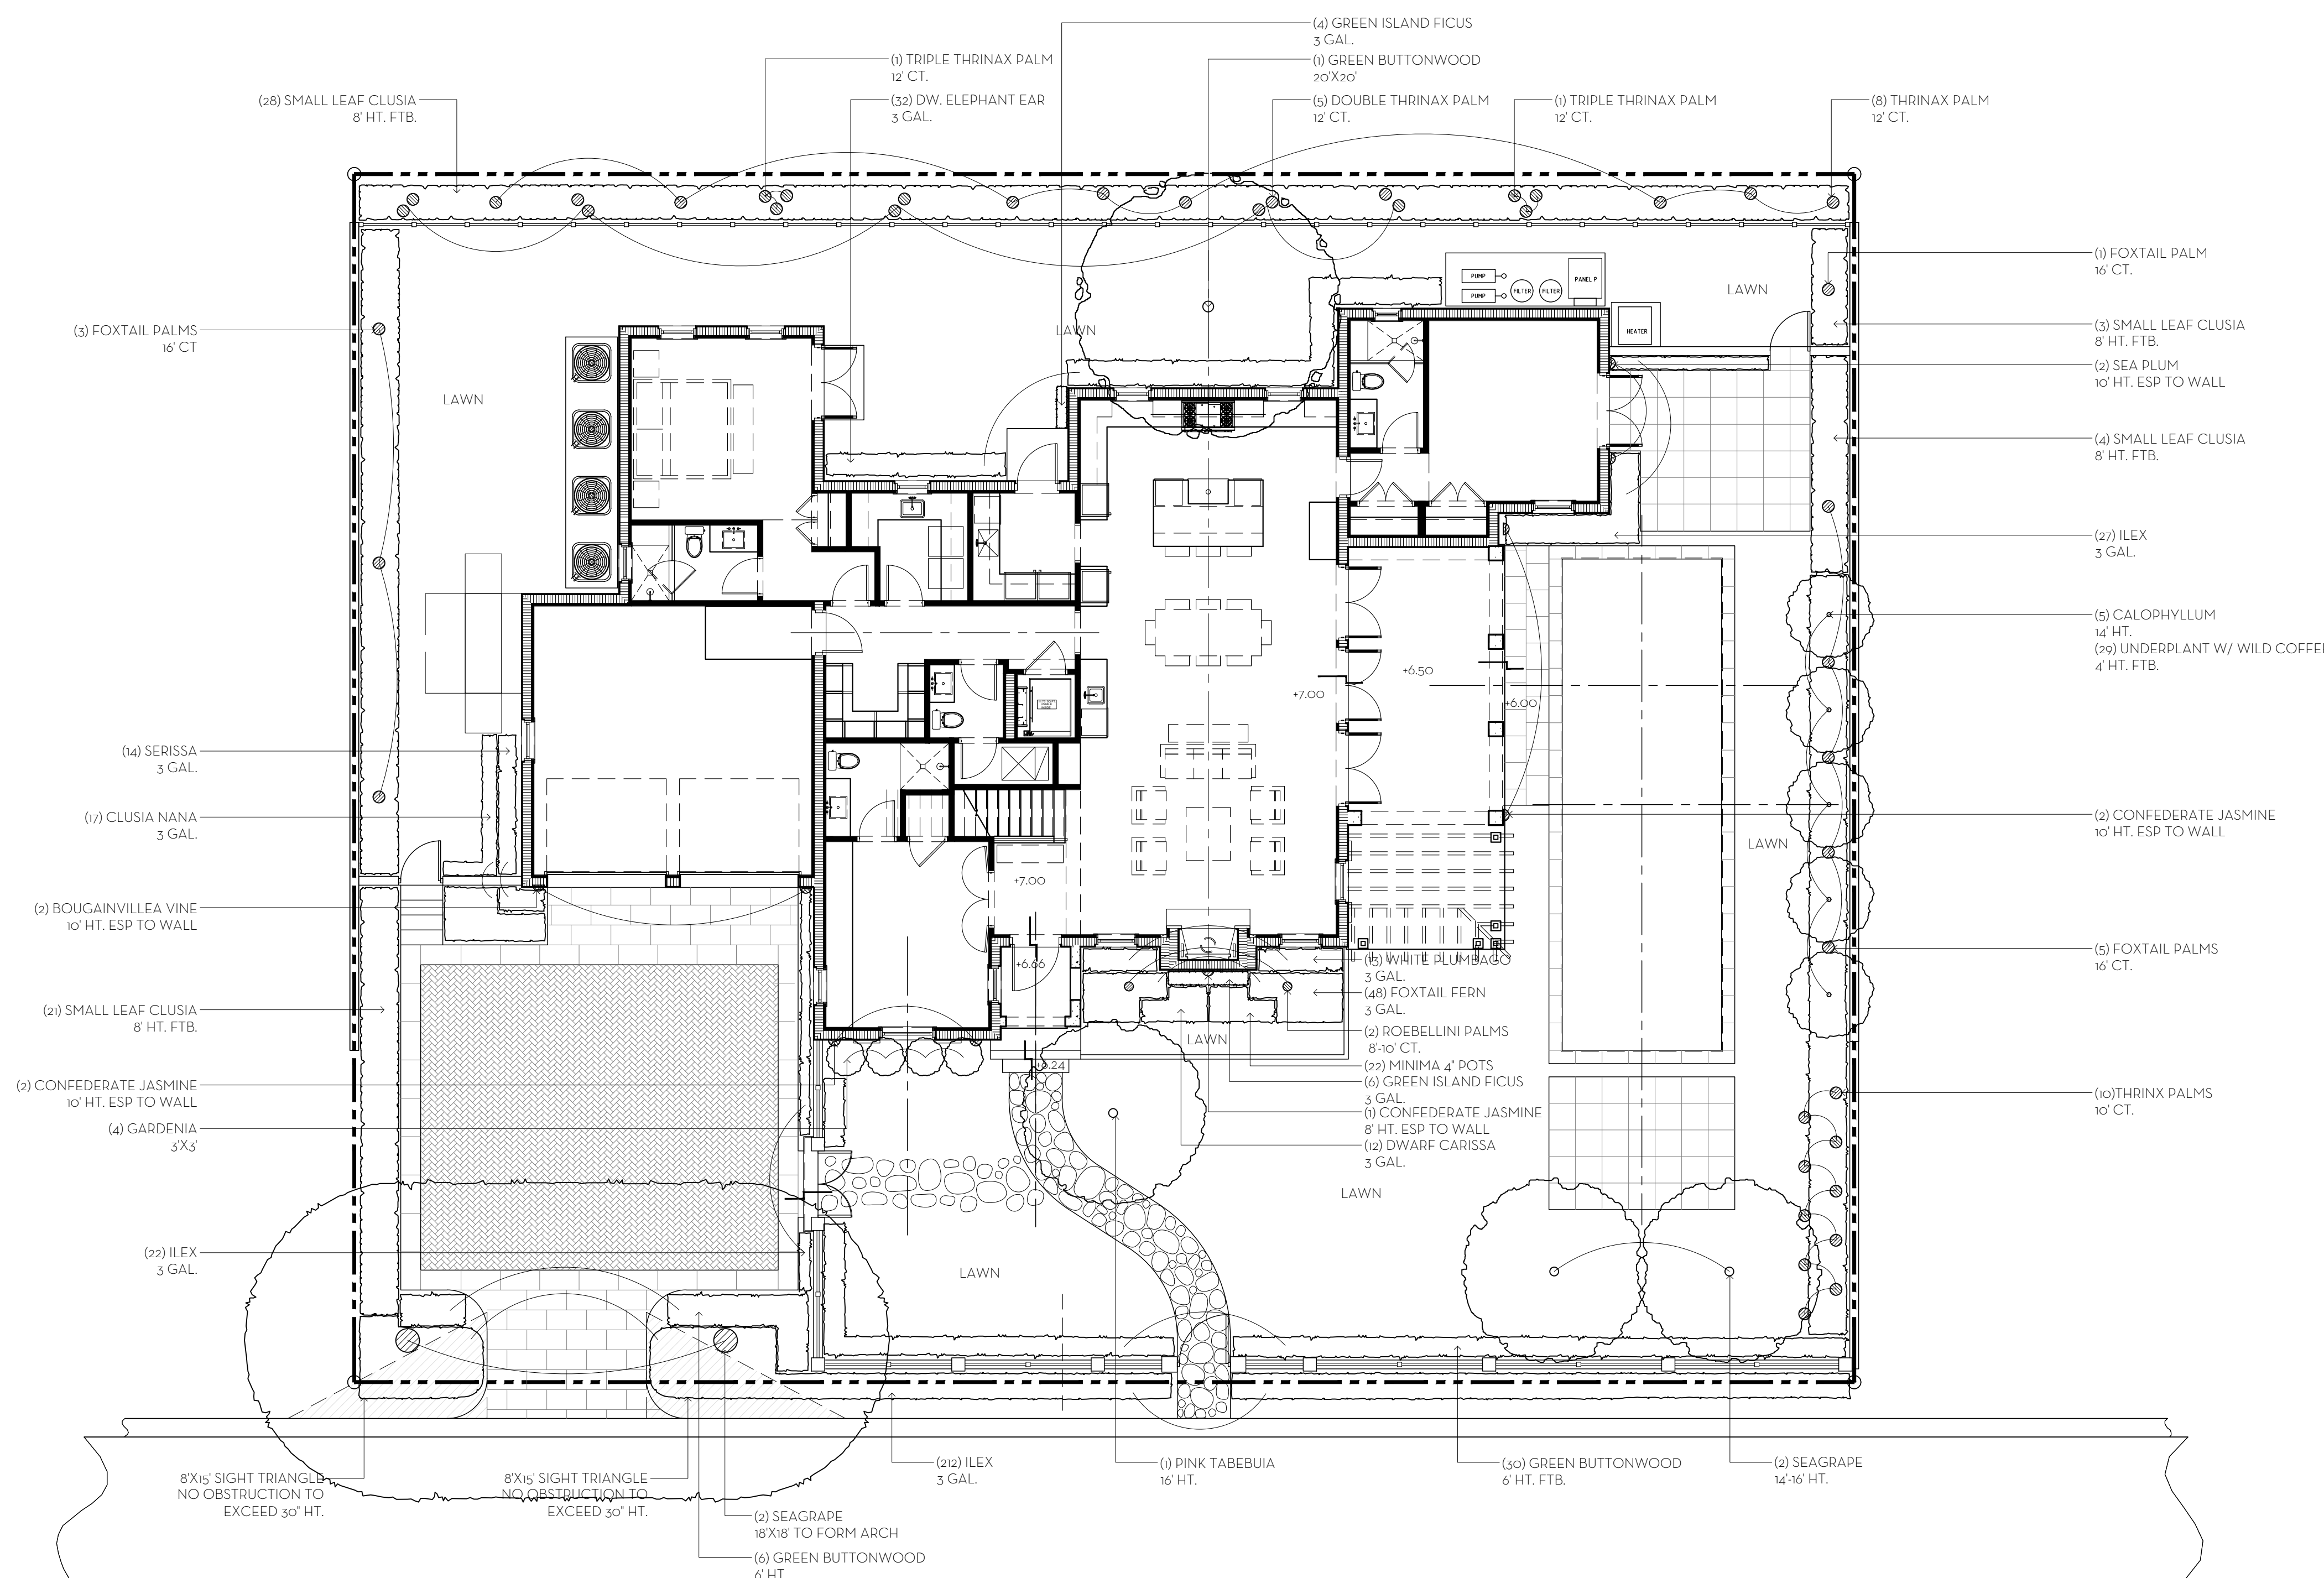 (4) GREEN ISLAND FICUS
3 GAL.
(1) TRIPLE THRINAX PALM
12' CT.
(1) GREEN BUTTONWOOD
20'X20'
(28) SMALL LEAF CLUSIA
8' HT. FTB.
(32) DW. ELEPHANT EAR
3 GAL.
(5) DOUBLE THRINAX PALM
12' CT.
(1) TRIPLE THRINAX PALM
12' CT.
(8) THRINAX PALM
12' CT.
(1) FOXTAIL PALM
16' CT.
PUMP
PUMP
FILTER
FILTER
PANEL P
LAWN
HEATER
(3) FOXTAIL PALMS
16' CT
LAWN
(3) SMALL LEAF CLUSIA
8' HT. FTB.
(2) SEA PLUM
10' HT. ESP TO WALL
LAWN
(4) SMALL LEAF CLUSIA
8' HT. FTB.
(27) ILEX
3 GAL.
(5) CALOPHYLLUM
14' HT.
(29) UNDERPLANT W/ WILD COFFE
4' HT. FTB.
+6.50
+7.00
+6.00
(14) SERISSA
3 GAL.
(17) CLUSIA NANA
3 GAL.
(2) CONFEDERATE JASMINE
10' HT. ESP TO WALL
LAWN
+7.00
(2) BOUGAINVILLEA VINE
10' HT. ESP TO WALL
(5) FOXTAIL PALMS
16' CT.
+6.66
(13) WHITE PLUMBAGO
3 GAL.
(48) FOXTAIL FERN
3 GAL.
(21) SMALL LEAF CLUSIA
8' HT. FTB.
(2) ROEBELLINI PALMS
8'-10' CT.
LAWN
(22) MINIMA 4" POTS
(6) GREEN ISLAND FICUS
3 GAL.
(2) CONFEDERATE JASMINE
10' HT. ESP TO WALL
(10)THRINX PALMS
10' CT.
(1) CONFEDERATE JASMINE
8' HT. ESP TO WALL
(4) GARDENIA
3'X3'
(12) DWARF CARISSA
3 GAL.
LAWN
(22) ILEX
3 GAL.
LAWN
(212) ILEX
3 GAL.
(1) PINK TABEBUIA
16' HT.
(30) GREEN BUTTONWOOD
6' HT. FTB.
(2) SEAGRAPE
14'-16' HT.
8'X15' SIGHT TRIANGLE
NO OBSTRUCTION TO
EXCEED 30" HT.
8'X15' SIGHT TRIANGLE
NO OBSTRUCTION TO
EXCEED 30" HT.
(2) SEAGRAPE
18'X18' TO FORM ARCH
(6) GREEN BUTTONWOOD
6' HT